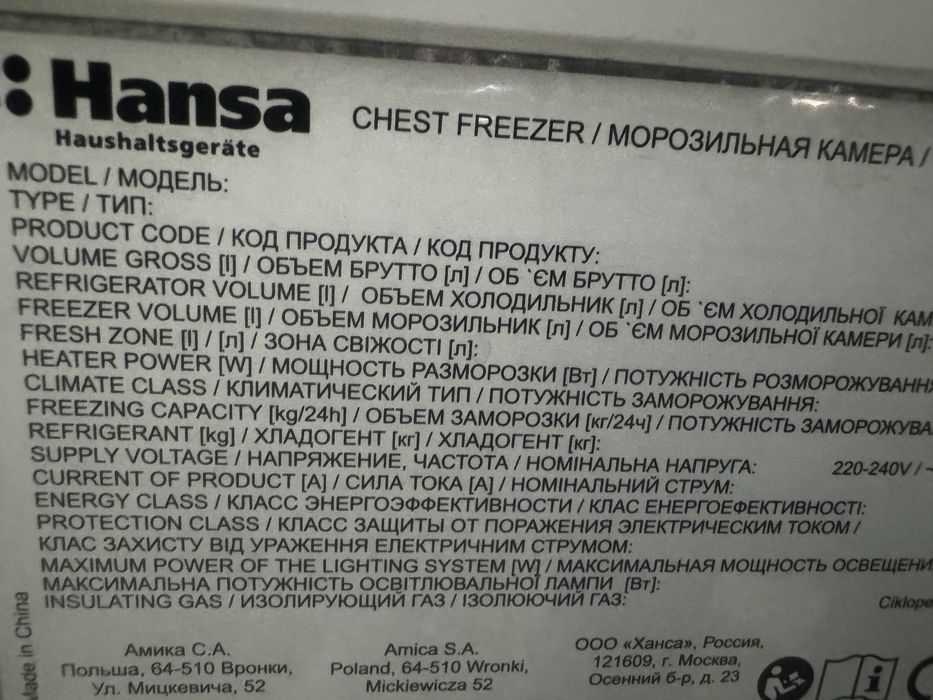 Hansa
Haushaltsgeräte
CHEST FREEZER / МОРОЗИЛЬНАЯ КАМЕРА /
MODEL / МОДЕЛЬ:
TYPE / ТИП:
PRODUCT CODE / КОД ПРОДУКТА / КОД ПРОДУКТУ:
VOLUME GROSS [l] / ОБЪЕМ БРУТТО [л] / ОБ `ЄМ БРУТТО [л]:
REFRIGERATOR VOLUME [l] / ОБЪЕМ ХОЛОДИЛЬНИК [л] / ОБ `ЄМ ХОЛОДИЛЬНОЇ КАМ
FREEZER VOLUME [l] / ОБЪЕМ МОРОЗИЛЬНИК [л] / ОБ `ЄМ МОРОЗИЛЬНОЇ КАМЕРИ [л]:
FRESH ZONE [l] / [л] / ЗОНА СВІЖОСТІ [л]:
HEATER POWER [W] / МОЩНОСТЬ РАЗМОРОЗКИ [Вт] / ПОТУЖНІСТЬ РОЗМОРОЖУВАНН
CLIMATE CLASS / КЛИМАТИЧЕСКИЙ ТИП / ПОТУЖНІСТЬ ЗАМОРОЖУВАННЯ:
FREEZING CAPACITY [kg/24h] / ОБЪЕМ ЗАМОРОЗКИ [кг/24ч] / ПОТУЖНІСТЬ ЗАМОРОЖУВА
REFRIGERANT [kg] / ХЛАДОГЕНТ [кг] / ХЛАДОГЕНТ [кг]:
SUPPLY VOLTAGE / НАПРЯЖЕНИЕ, ЧАСТОТА / НОМІНАЛЬНА НАПРУГА: 220-240V / ~
CURRENT OF PRODUCT [A] / СИЛА ТОКА [A] / НОМІНАЛЬНИЙ СТРУМ:
ENERGY CLASS / КЛАСС ЭНЕРГОЭФФЕКТИВНОСТИ / КЛАС ЕНЕРГОЕФЕКТИВНОСТІ:
PROTECTION CLASS / КЛАСС ЗАЩИТЫ ОТ ПОРАЖЕНИЯ ЭЛЕКТРИЧЕСКИМ ТОКОМ /
КЛАС ЗАХИСТУ ВІД УРАЖЕННЯ ЕЛЕКТРИЧНИМ СТРУМОМ:
MAXIMUM POWER OF THE LIGHTING SYSTEM [W] / МАКСИМАЛЬНАЯ МОЩНОСТЬ ОСВЕЩЕНИ
МАКСИМАЛЬНА ПОТУЖНІСТЬ ОСВІТЛЮВАЛЬНОЇ ЛАМПИ [Вт]:
INSULATING GAS / ИЗОЛИРУЮЩИЙ ГАЗ / ІЗОЛЮЮЧИЙ ГАЗ: Ciklope
Made in China
Амика С.А.
Польша, 64-510 Вронки,
Ул. Мицкевича, 52
Amica S.A.
Poland, 64-510 Wronki,
Mickiewicza 52
ООО «Ханса», Россия,
121609, г. Москва,
Осенний б-р, д. 23